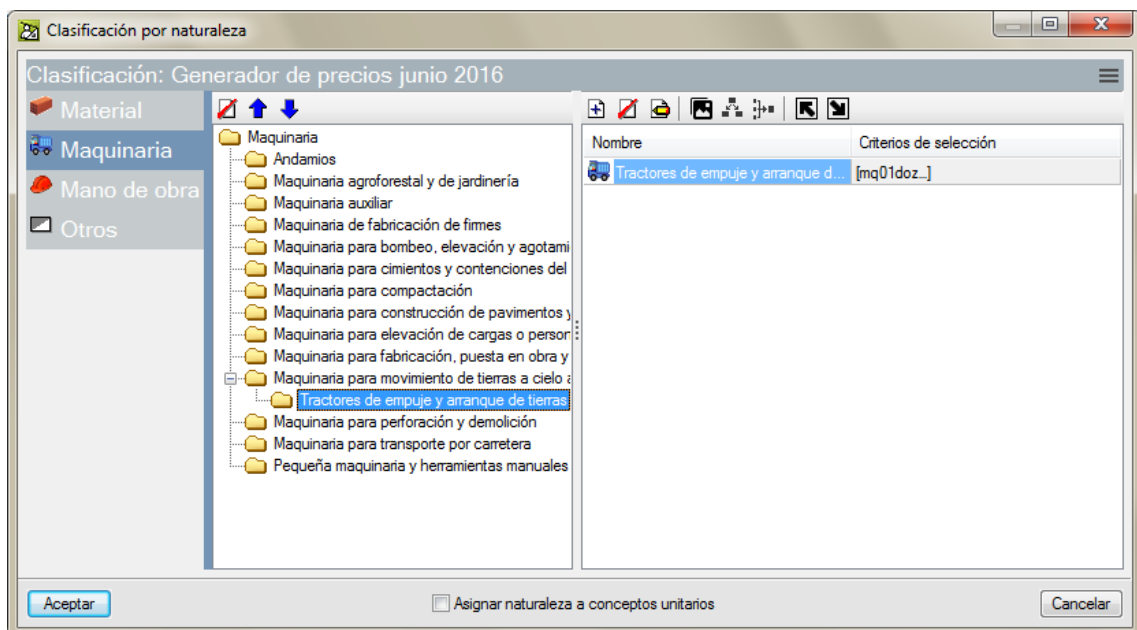 Clasificación por naturaleza
Clasificación: Generador de precios junio 2016
Material
Maquinaria
Mano de obra
Otros
Maquinaria
Andamios
Maquinaria agroforestal y de jardinería
Maquinaria auxiliar
Maquinaria de fabricación de firmes
Maquinaria para bombeo, elevación y agotami
Maquinaria para cimientos y contenciones del
Maquinaria para compactación
Maquinaria para construcción de pavimentos y
Maquinaria para elevación de cargas o person
Maquinaria para fabricación, puesta en obra y
Maquinaria para movimiento de tierras a cielo a
Tractores de empuje y arranque de tierras
Maquinaria para perforación y demolición
Maquinaria para transporte por carretera
Pequeña maquinaria y herramientas manuales
Nombre Criterios de selección
Tractores de empuje y arranque d... [mq01doz...]
Aceptar Asignar naturaleza a conceptos unitarios Cancelar